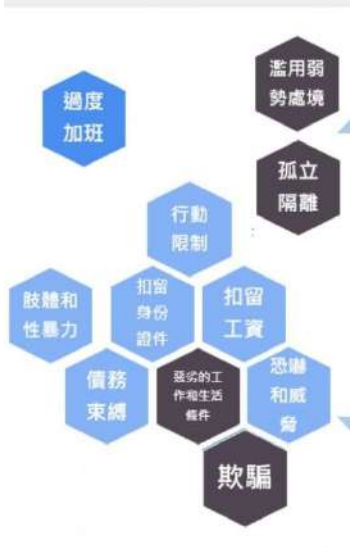 濫用弱
勢處境
過度
加班
孤立
隔離
行動
限制
肢體和
性暴力
扣留
身份
證件
扣留
工資
債務
束縛
惡劣的工
作和生活
條件
恐嚇
和威
脅
欺騙